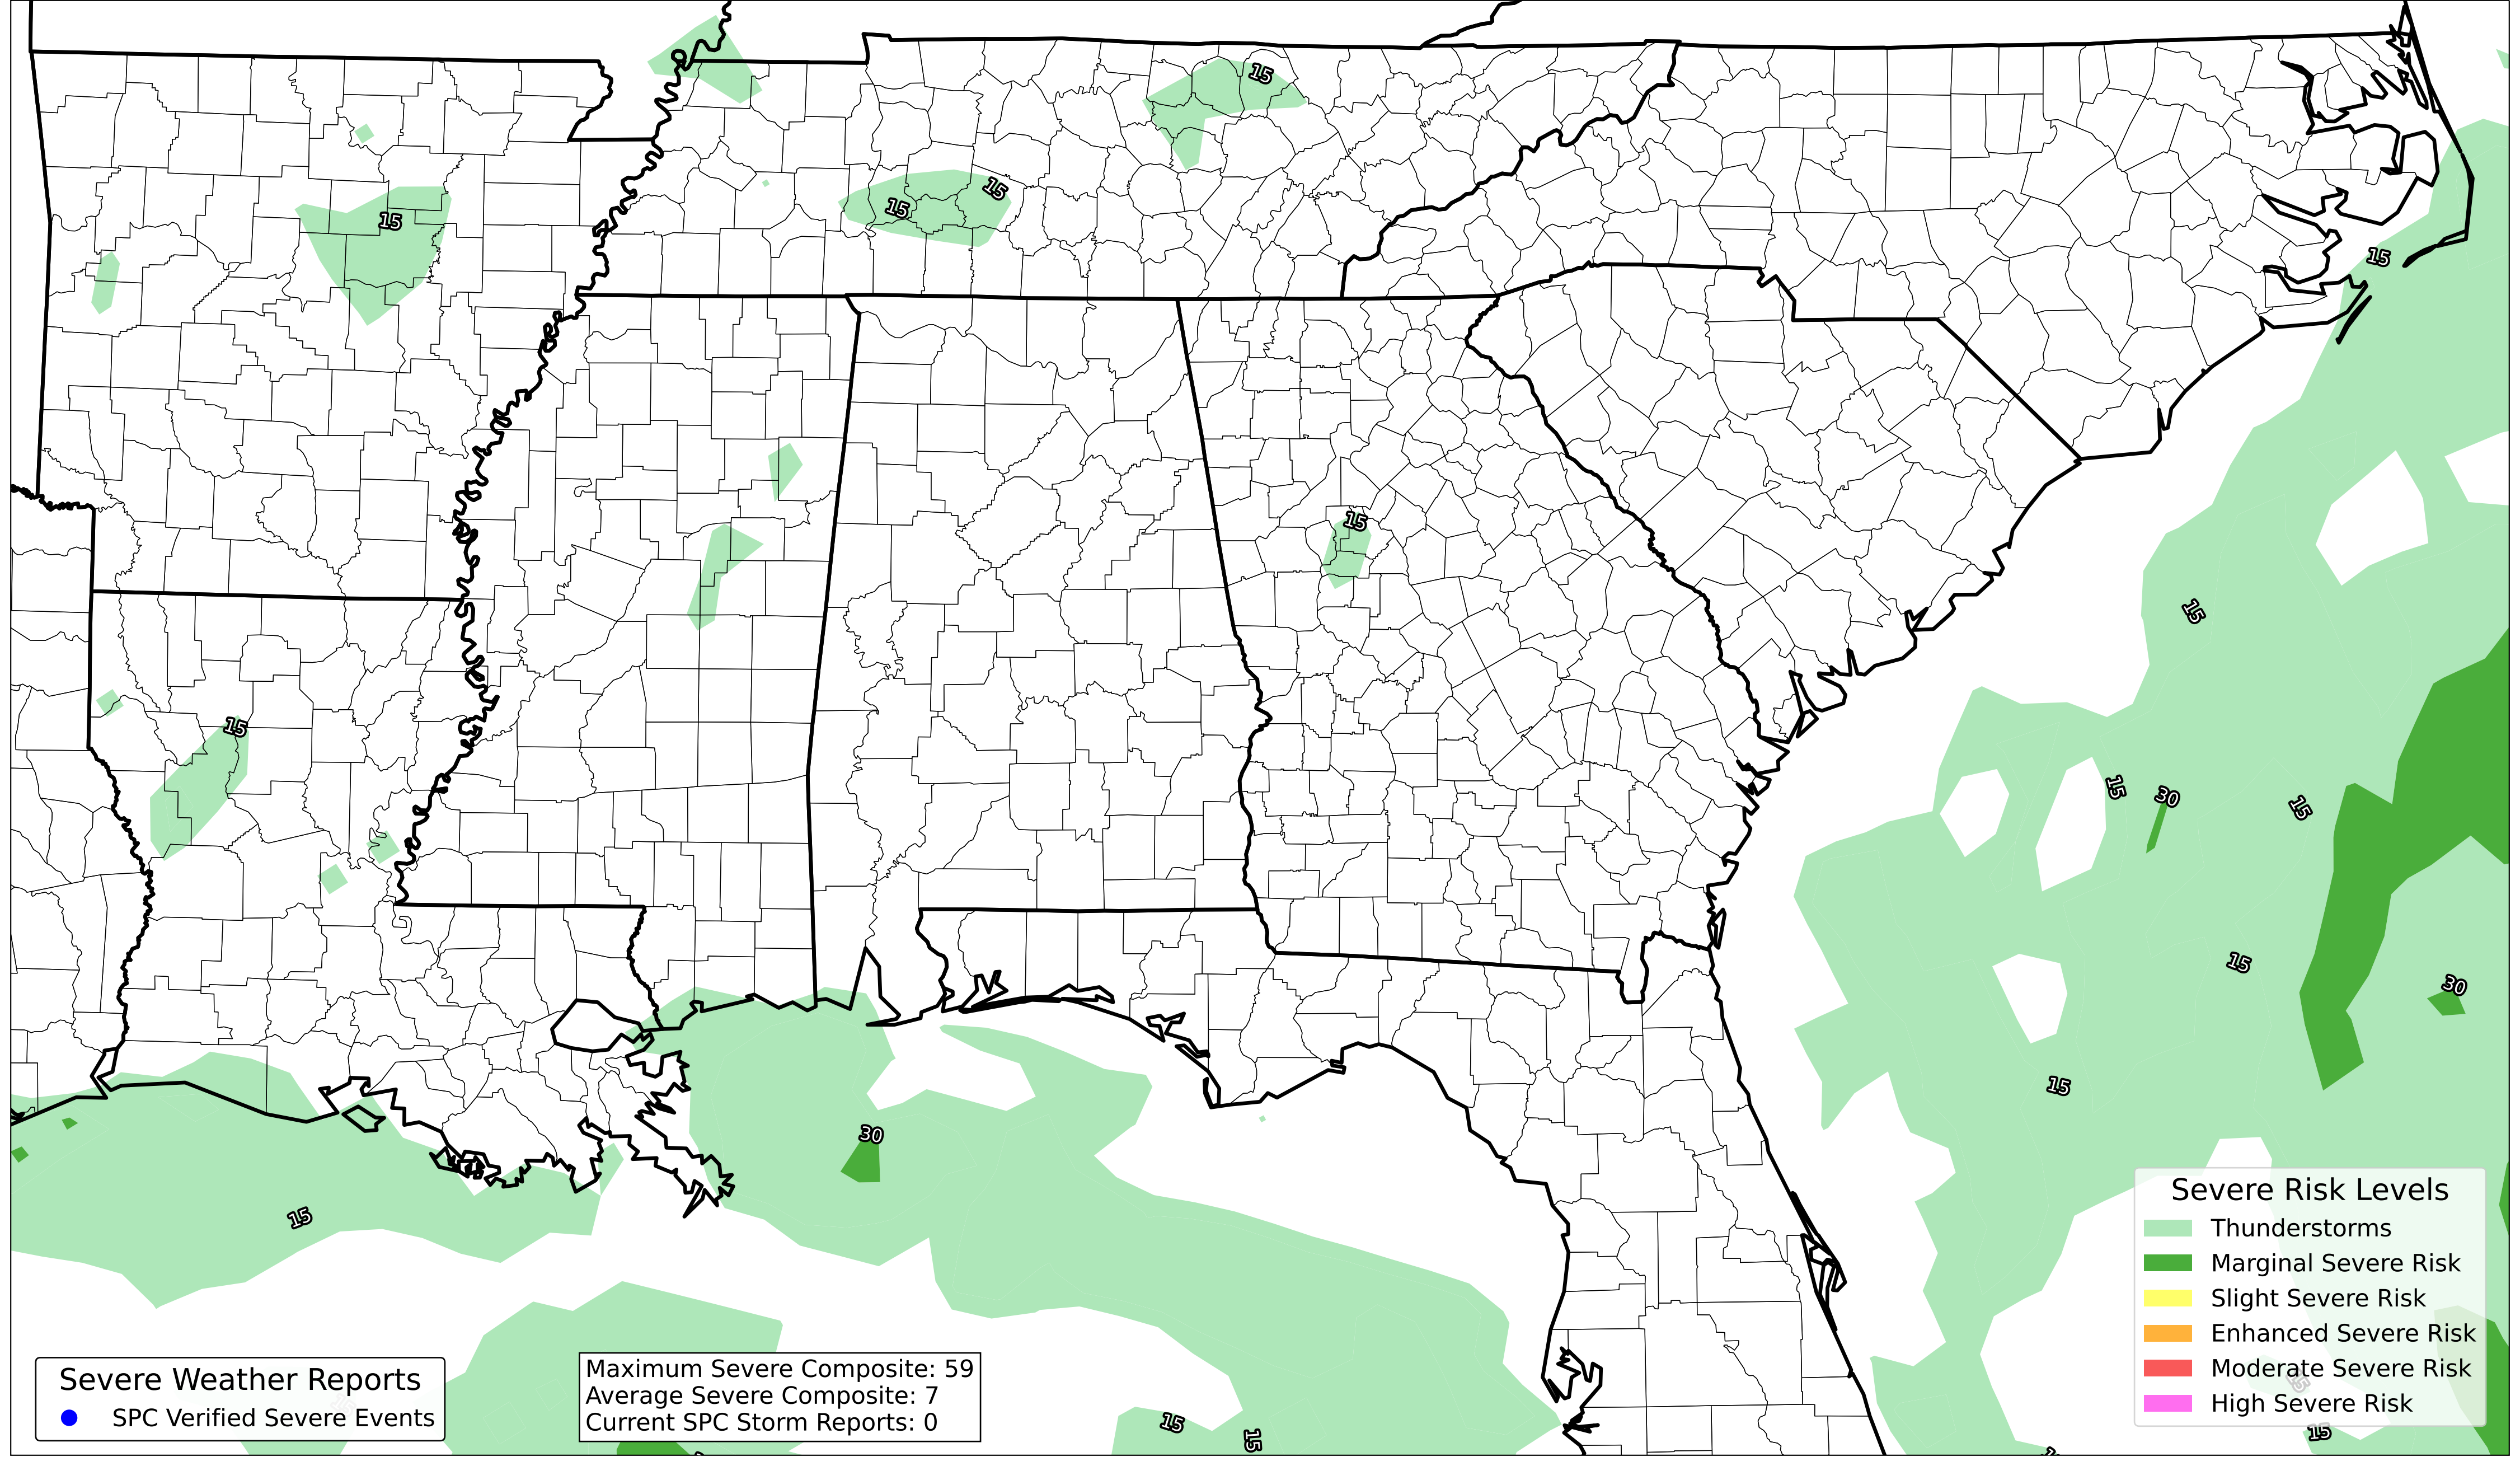 15
15
15
15
15
15
15
15
15
15
30
15
15
30
15
30
15
15
15
15
15
Severe Risk Levels
Thunderstorms
Marginal Severe Risk
Slight Severe Risk
Enhanced Severe Risk
Moderate Severe Risk
High Severe Risk
Severe Weather Reports
SPC Verified Severe Events
Maximum Severe Composite: 59
Average Severe Composite: 7
Current SPC Storm Reports: 0